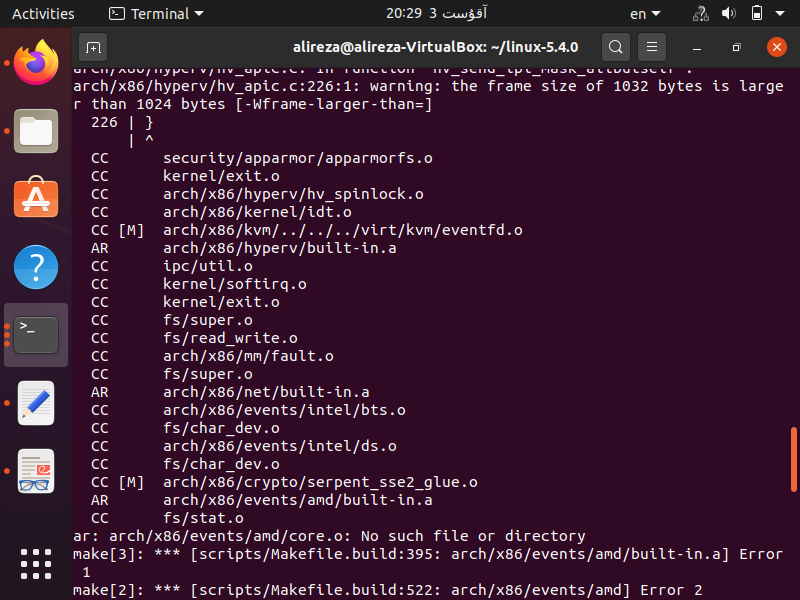 Activities
Terminal
20:29 3 آگۇست
en
alireza@alireza-VirtualBox: ~/linux-5.4.0
arch/x86/hyperv/hv_apic.c: In function 'hv_send_ipi_mask_allbutself':
arch/x86/hyperv/hv_apic.c:226:1: warning: the frame size of 1032 bytes is large
r than 1024 bytes [-Wframe-larger-than=]
  226 | }
      | ^
  CC      security/apparmor/apparmorfs.o
  CC      kernel/exit.o
  CC      arch/x86/hyperv/hv_spinlock.o
  CC      arch/x86/kernel/idt.o
  CC [M]  arch/x86/kvm/../../../virt/kvm/eventfd.o
  AR      arch/x86/hyperv/built-in.a
  CC      ipc/util.o
  CC      kernel/softirq.o
  CC      kernel/exit.o
  CC      fs/super.o
  CC      fs/read_write.o
  CC      arch/x86/mm/fault.o
  CC      fs/super.o
  AR      arch/x86/net/built-in.a
  CC      arch/x86/events/intel/bts.o
  CC      fs/char_dev.o
  CC      arch/x86/events/intel/ds.o
  CC      fs/char_dev.o
  CC [M]  arch/x86/crypto/serpent_sse2_glue.o
  AR      arch/x86/events/amd/built-in.a
  CC      fs/stat.o
ar: arch/x86/events/amd/core.o: No such file or directory
make[3]: *** [scripts/Makefile.build:395: arch/x86/events/amd/built-in.a] Error
 1
make[2]: *** [scripts/Makefile.build:522: arch/x86/events/amd] Error 2